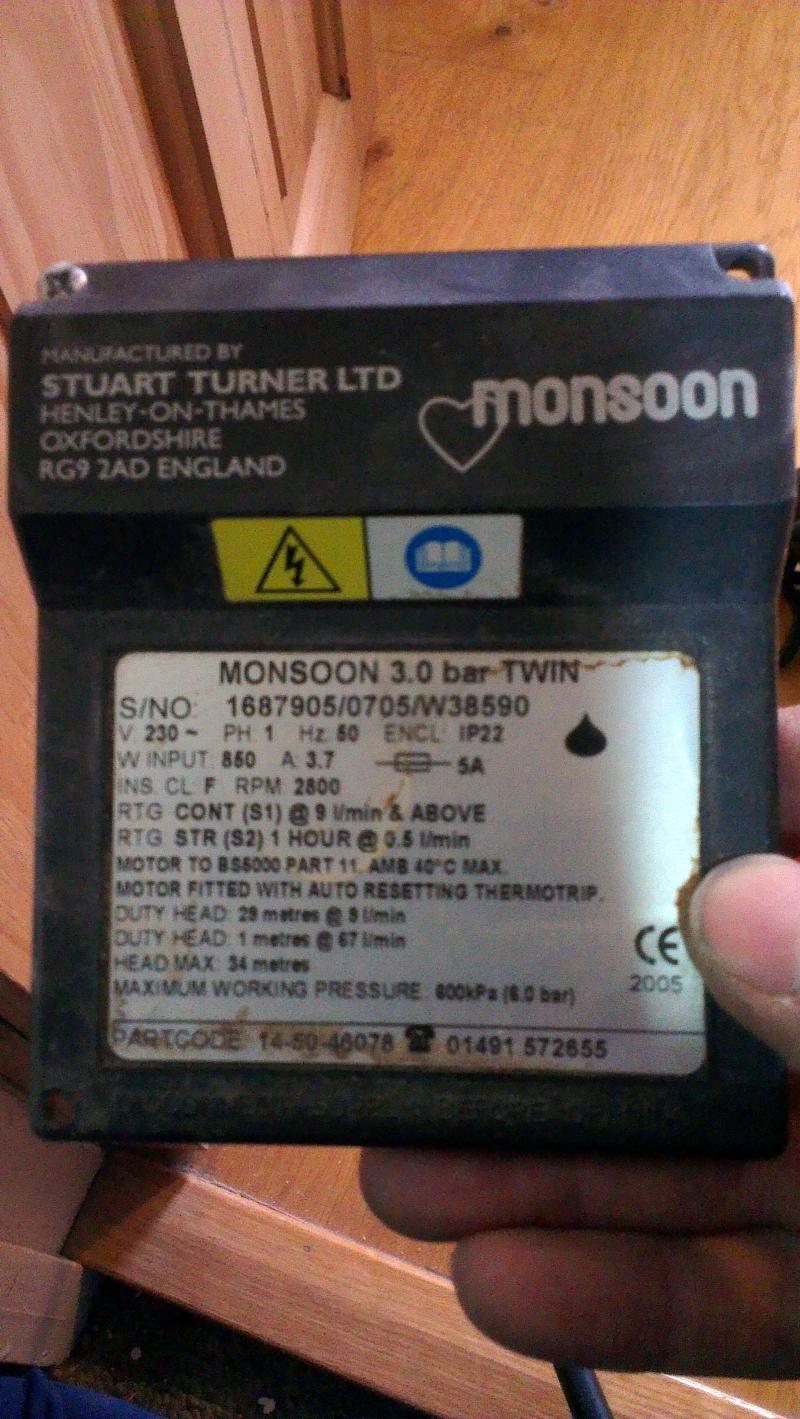 MANUFACTURED BY
STUART TURNER LTD
HENLEY-ON-THAMES
OXFORDSHIRE
RG9 2AD ENGLAND
monsoon
MONSOON 3.0 bar TWIN
S/NO: 1687905/0705/W38590
V 230 ~ PH 1 Hz 50 ENCL IP22
W INPUT 850 A 3.7 5A
INS. CL F RPM 2800
RTG CONT (S1) @ 9 l/min & ABOVE
RTG STR (S2) 1 HOUR @ 0.5 l/min
MOTOR TO BS5000 PART 11. AMB 40°C MAX.
MOTOR FITTED WITH AUTO RESETTING THERMOTRIP.
DUTY HEAD: 29 metres @ 9 l/min
DUTY HEAD: 1 metres @ 67 l/min
HEAD MAX: 34 metres
MAXIMUM WORKING PRESSURE: 600kPa (6.0 bar)
CE
2005
PARTCODE 14-50-46078 ☎ 01491 572655
DISCONNECT SUPPLY BEFORE